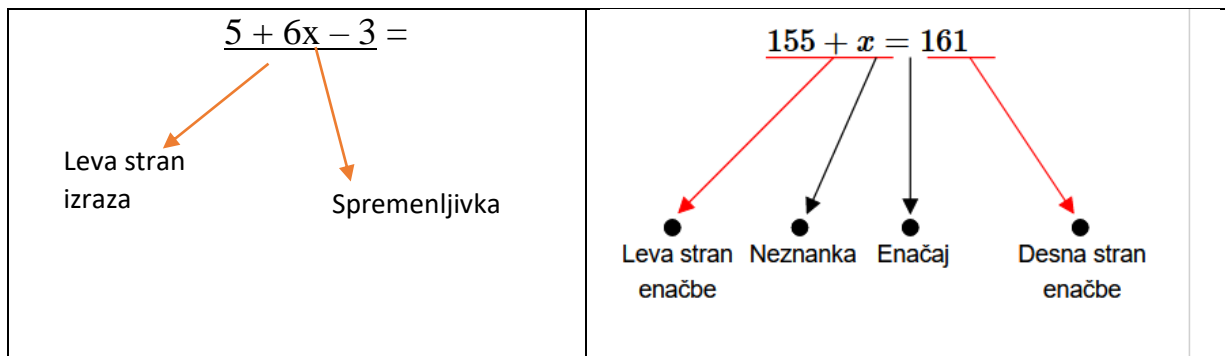 5 + 6x – 3 =
Leva stran
izraza
Spremenljivka
155 + x = 161
Leva stran
enačbe
Neznanka
Enačaj
Desna stran
enačbe